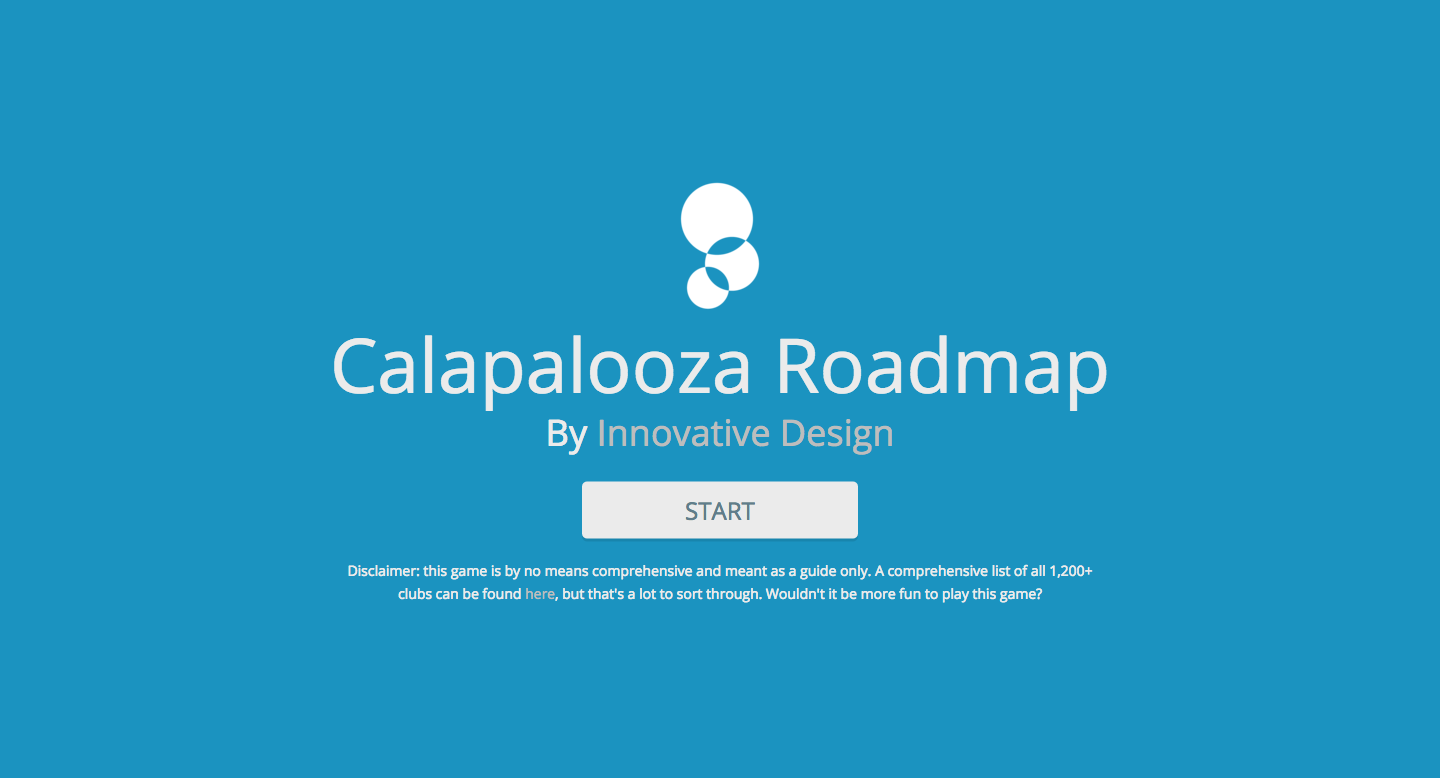 Calapalooza Roadmap
By Innovative Design
START
Disclaimer: this game is by no means comprehensive and meant as a guide only. A comprehensive list of all 1,200+
clubs can be found here, but that's a lot to sort through. Wouldn't it be more fun to play this game?